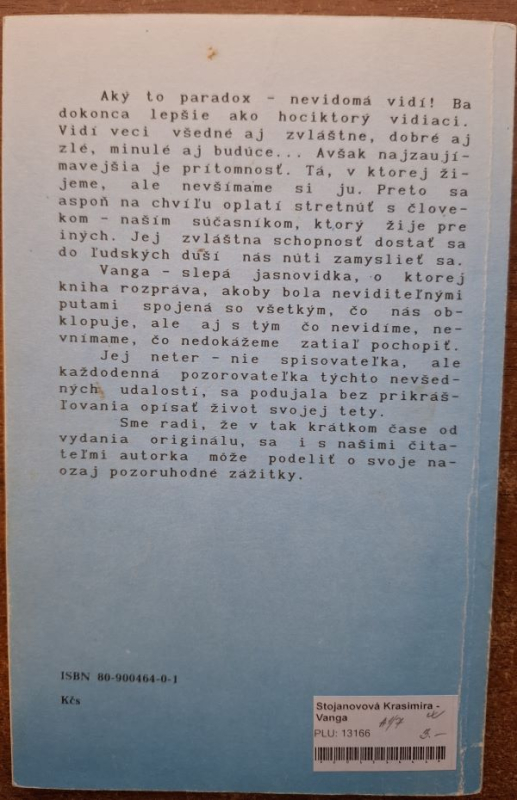 Aký to paradox - nevidomá vidí! Ba
dokonca lepšie ako hociktorý vidiaci.
Vidí veci všedné aj zvláštne, dobré aj
zlé, minulé aj budúce... Avšak najzaují-
mavejšia je prítomnosť. Tá, v ktorej ži-
jeme, ale nevšímame si ju. Preto sa
aspoň na chvíľu oplatí stretnúť s člove-
kom - naším súčasníkom, ktorý žije pre
iných. Jej zvláštna schopnosť dostať sa
do ľudských duší nás núti zamyslieť sa.
Vanga - slepá jasnovidka, o ktorej
kniha rozpráva, akoby bola neviditeľnými
putami spojená so všetkým, čo nás ob-
klopuje, ale aj s tým čo nevidíme, ne-
vnímame, čo nedokážeme zatiaľ pochopiť.
Jej neter - nie spisovateľka, ale
každodenná pozorovateľka týchto nevšed-
ných udalostí, sa podujala bez prikráš-
ľovania opísať život svojej tety.
Sme radi, že v tak krátkom čase od
vydania originálu, sa i s našimi čita-
teľmi autorka môže podeliť o svoje na-
ozaj pozoruhodné zážitky.
ISBN 80-900464-0-1
Kčs
Stojanovová Krasimira -
Vanga
PLU: 13166
3.-